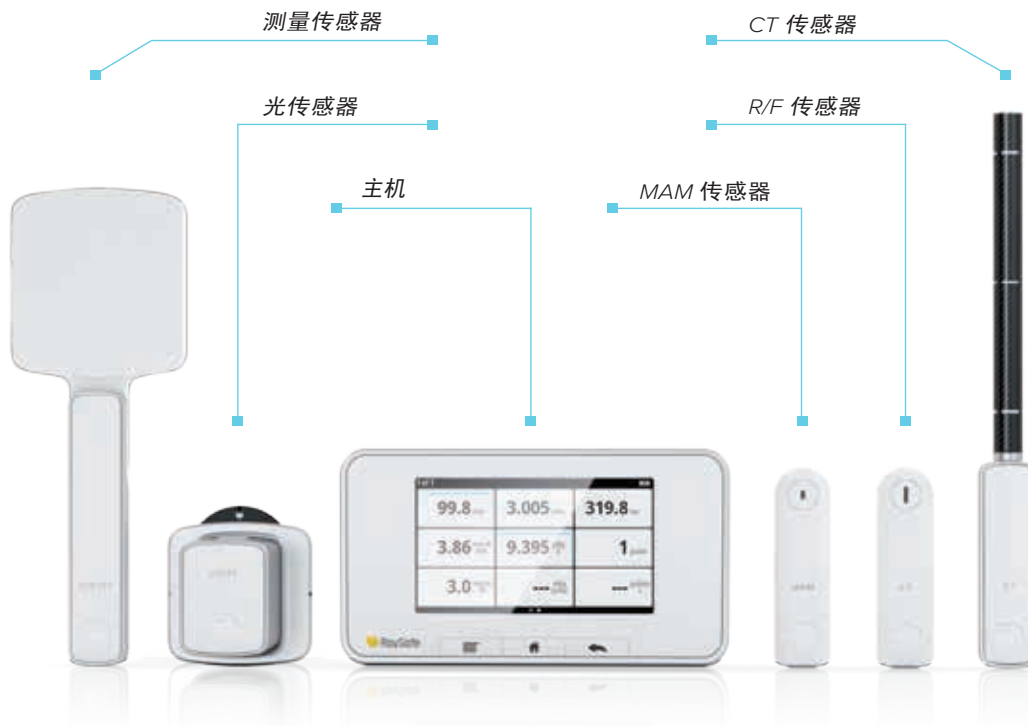 测量传感器
CT 传感器
光传感器
R/F 传感器
主机
MAM 传感器
99.8
3.005
319.8
3.86
9.395
1
3.0
---
---
RaySafe